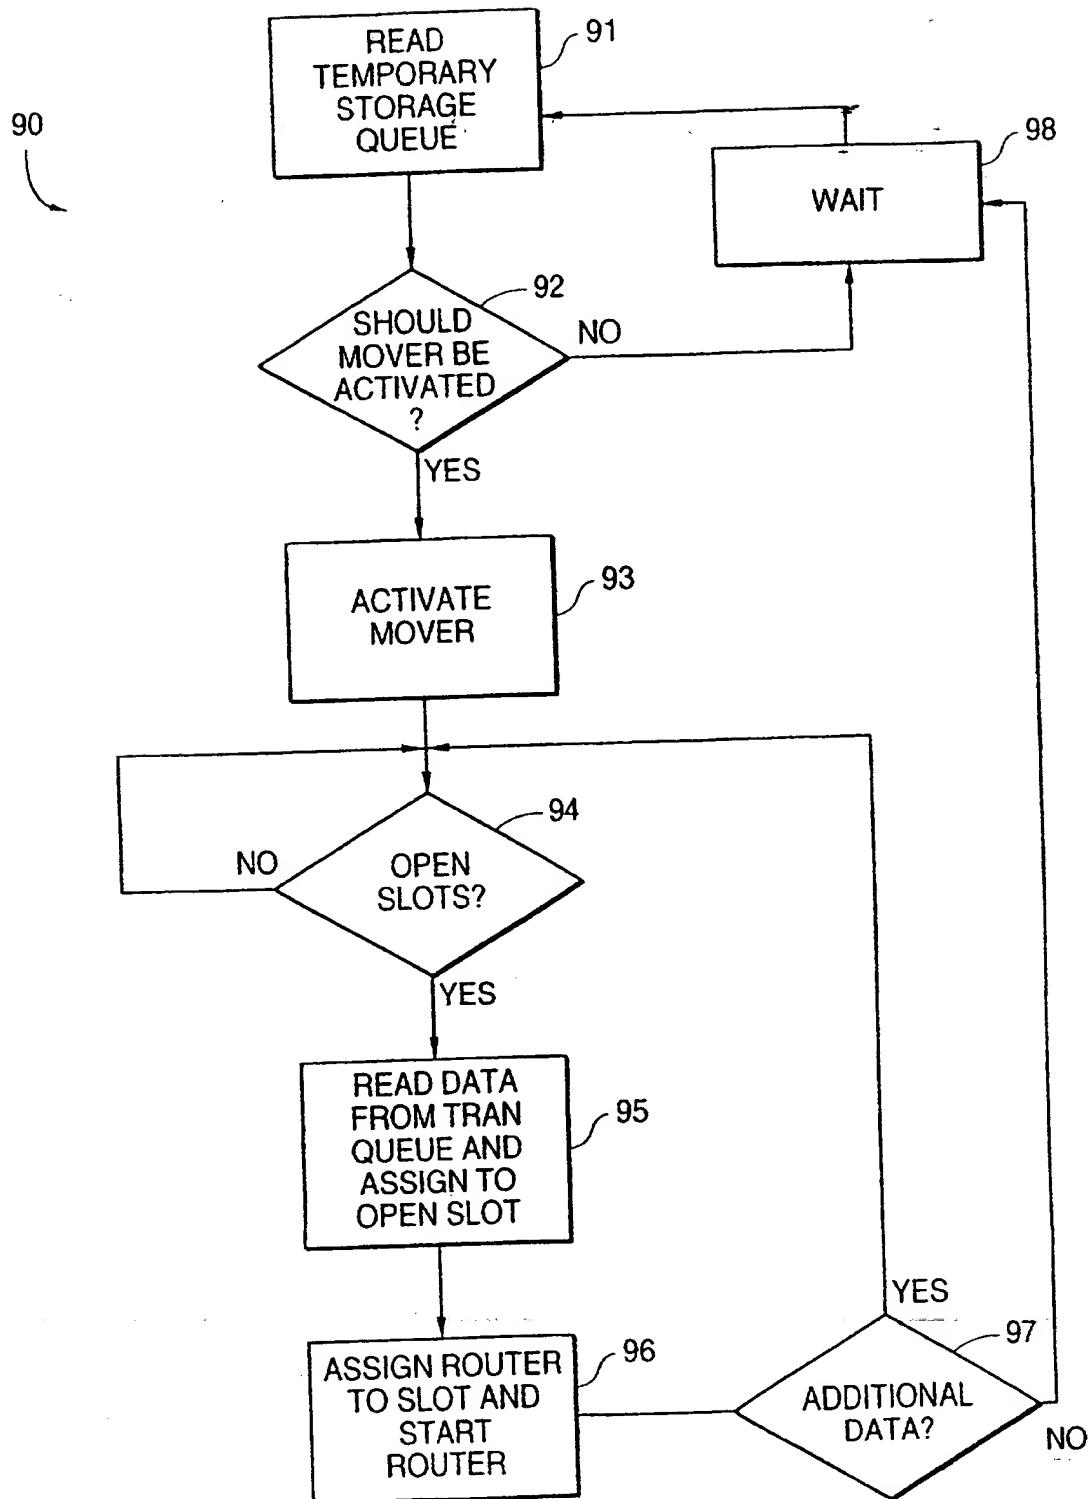 90
READ
TEMPORARY
STORAGE
QUEUE
91
98
WAIT
92
SHOULD
MOVER BE
ACTIVATED
?
NO
YES
ACTIVATE
MOVER
93
94
OPEN
SLOTS?
NO
YES
READ DATA
FROM TRAN
QUEUE AND
ASSIGN TO
OPEN SLOT
95
ASSIGN ROUTER
TO SLOT AND
START
ROUTER
96
YES
97
ADDITIONAL
DATA?
NO